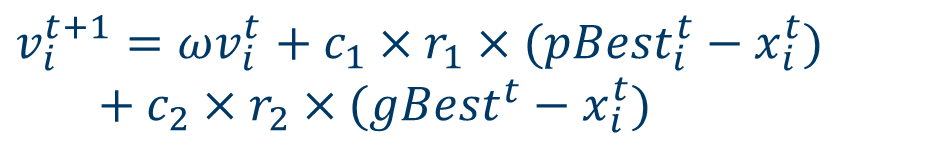 v_i^{t+1} = ωv_i^t + c_1 × r_1 × (pBest_i^t − x_i^t)
+ c_2 × r_2 × (gBest^t − x_i^t)